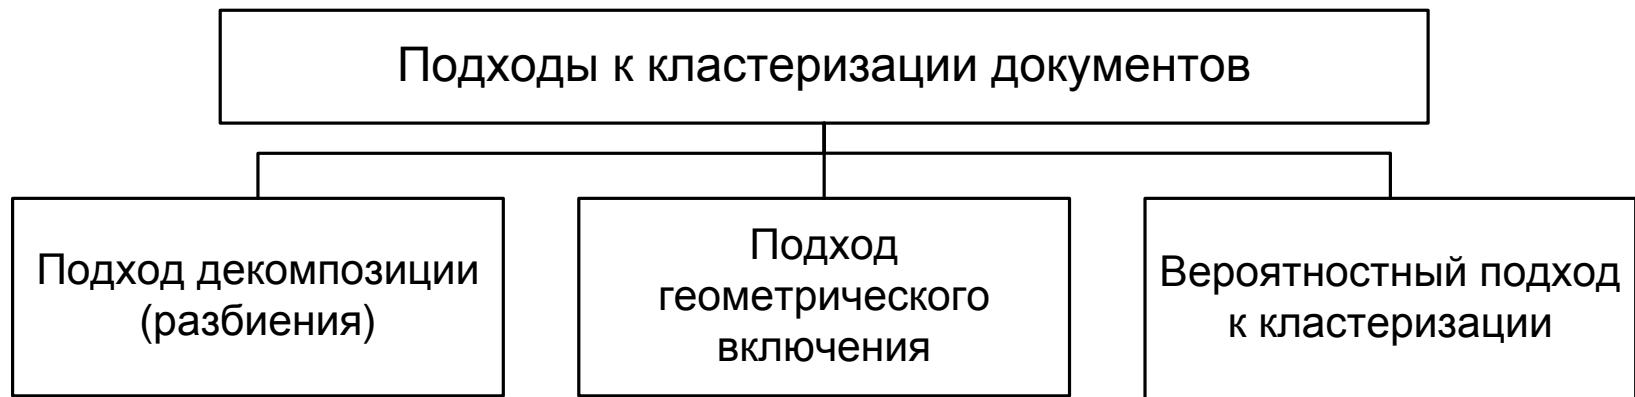 Подходы к кластеризации документов
Подход декомпозиции
(разбиения)
Подход
геометрического
включения
Вероятностный подход
к кластеризации